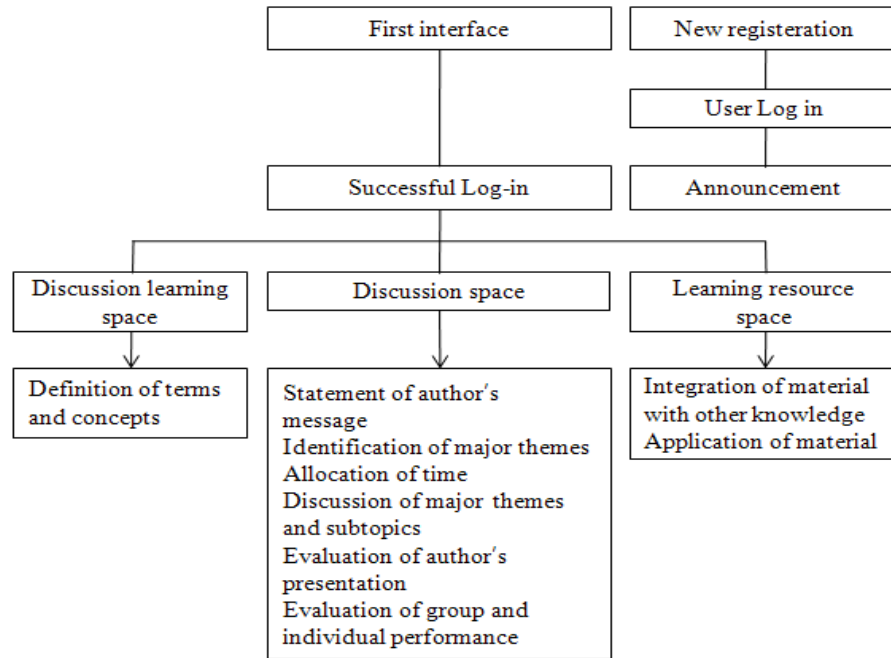 First interface
New registeration
User Log in
Successful Log-in
Announcement
Discussion learning
space
Discussion space
Learning resource
space
Definition of terms
and concepts
Statement of author's
message
Identification of major themes
Allocation of time
Discussion of major themes
and subtopics
Evaluation of author's
presentation
Evaluation of group and
individual performance
Integration of material
with other knowledge
Application of material